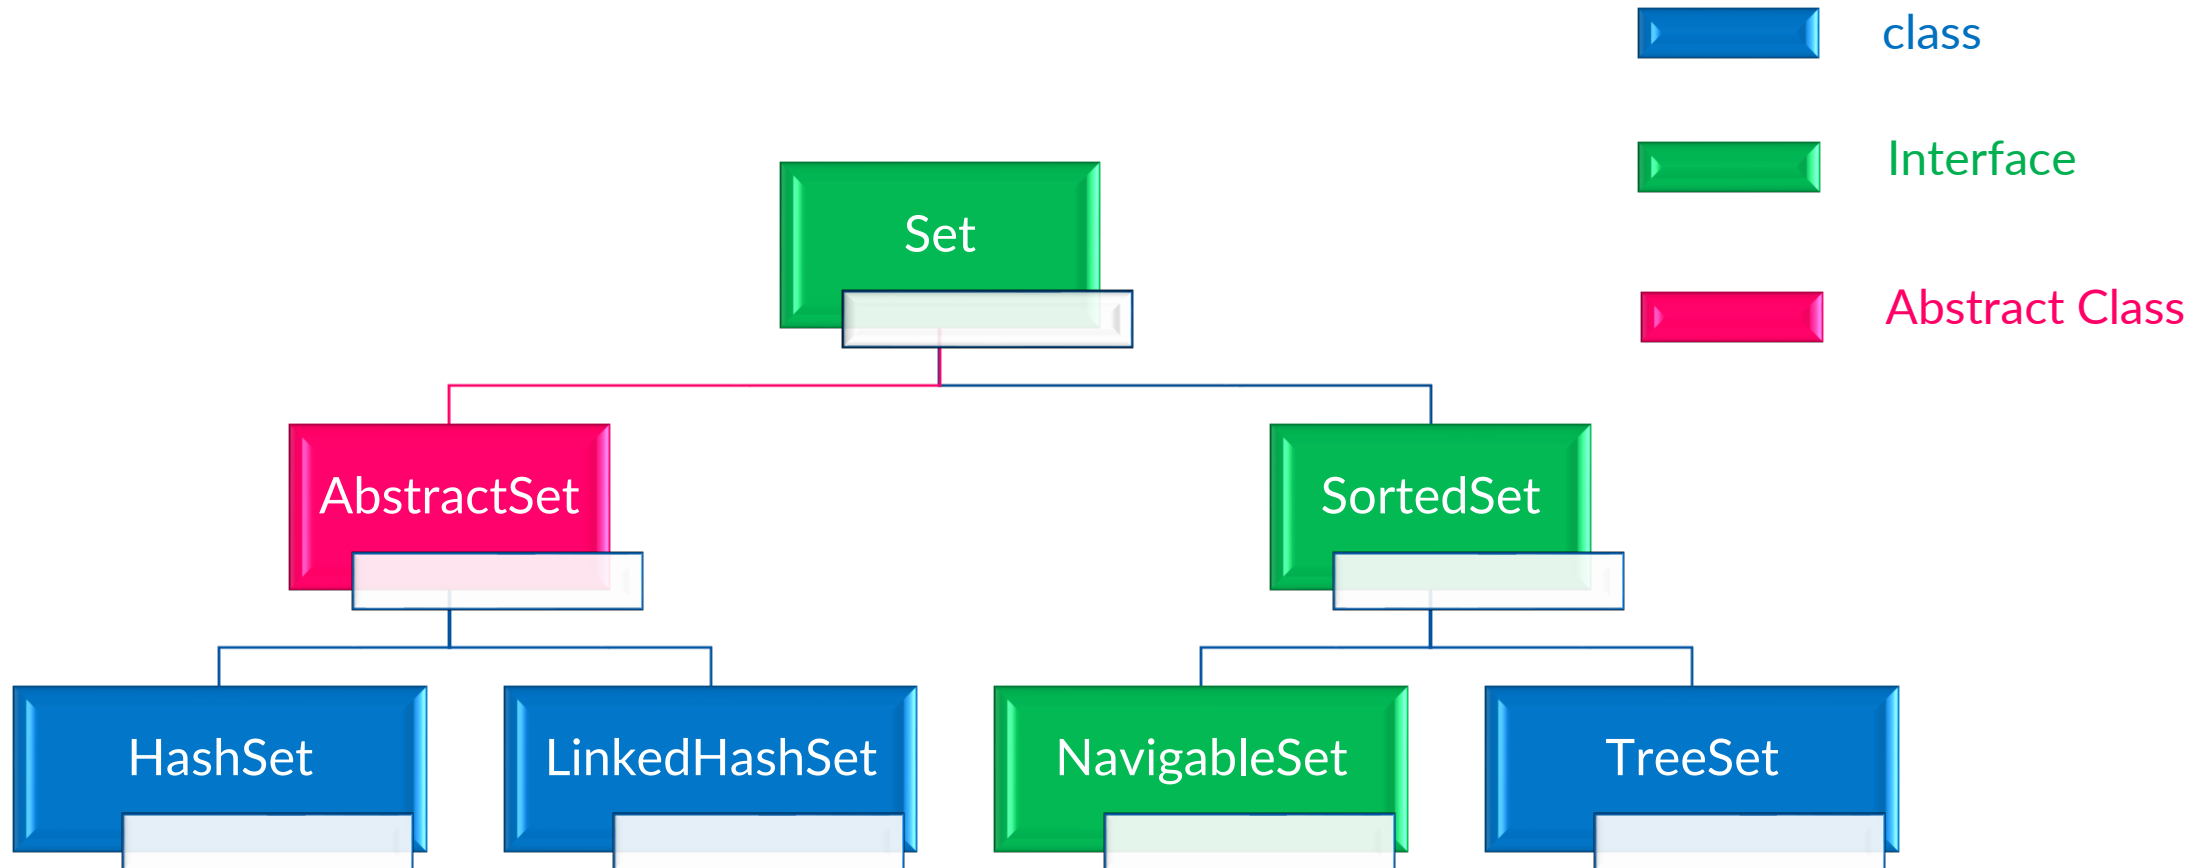 class
Interface
Abstract Class
Set
AbstractSet
SortedSet
HashSet
LinkedHashSet
NavigableSet
TreeSet